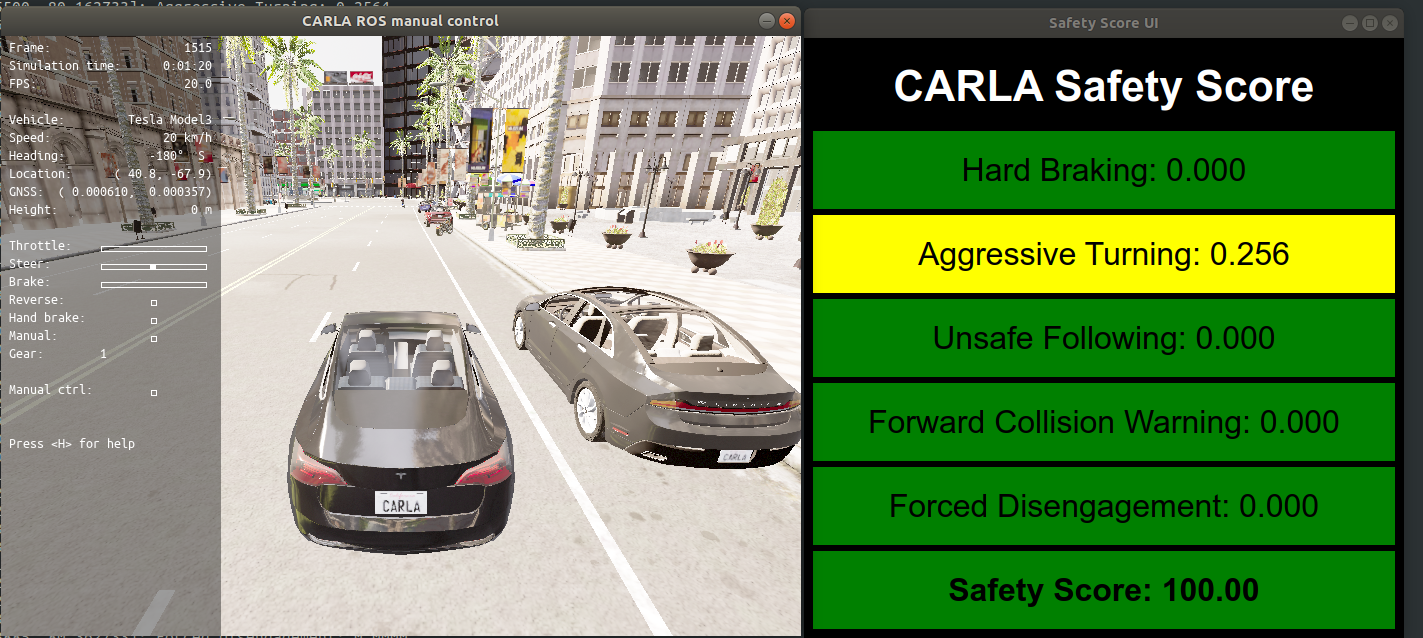 CARLA ROS manual control
Frame: 1515
Simulation time: 0:01:20
FPS: 20.0
Vehicle: Tesla Model3
Speed: 20 km/h
Heading: -180° S
Location: ( 40.8, -67.9)
GNSS: ( 0.000610, 0.000357)
Height: 0 m
Throttle:
Steer:
Brake:
Reverse:
Hand brake:
Manual:
Gear: 1
Manual ctrl:
Press <H> for help
CARLA
CARLA
Safety Score UI
CARLA Safety Score
Hard Braking: 0.000
Aggressive Turning: 0.256
Unsafe Following: 0.000
Forward Collision Warning: 0.000
Forced Disengagement: 0.000
Safety Score: 100.00